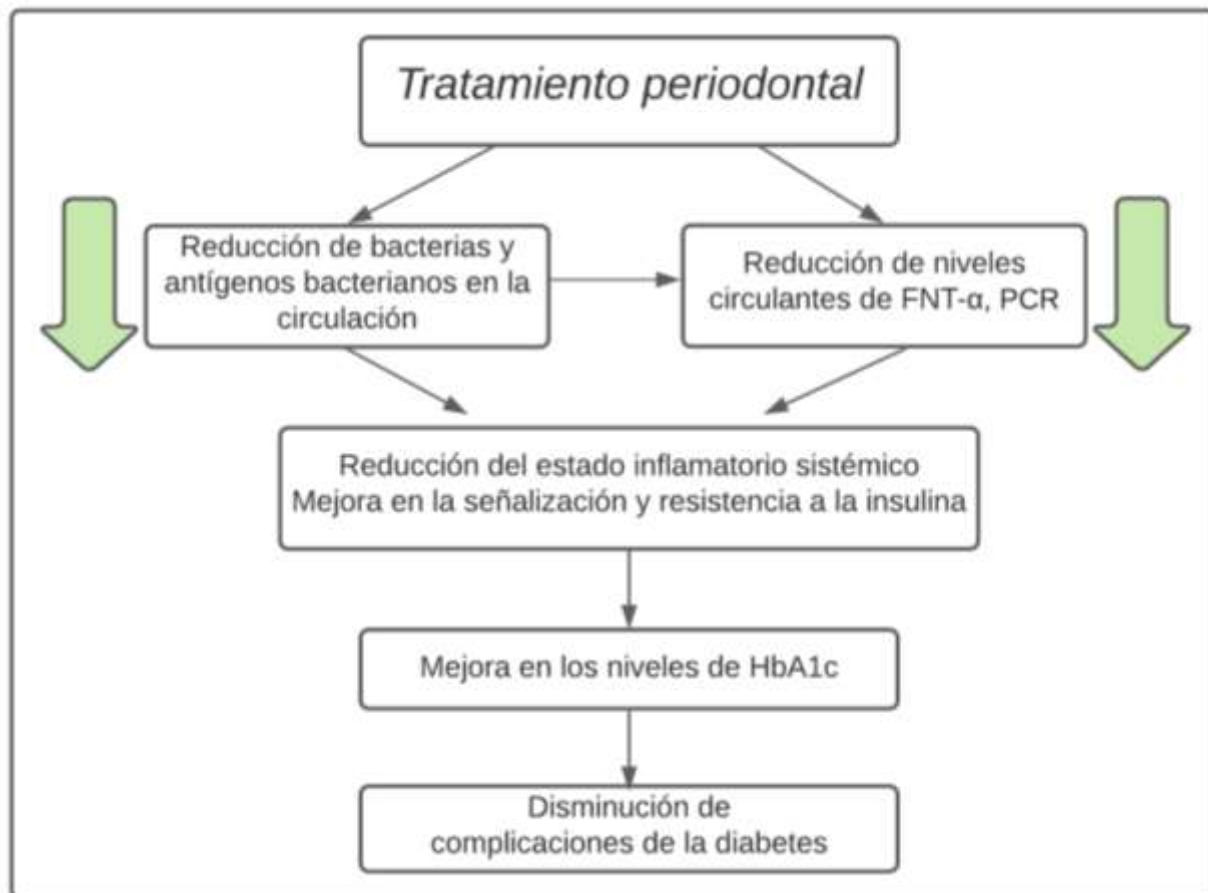 Tratamiento periodontal
Reducción de bacterias y
antígenos bacterianos en la
circulación
Reducción de niveles
circulantes de FNT-α, PCR
Reducción del estado inflamatorio sistémico
Mejora en la señalización y resistencia a la insulina
Mejora en los niveles de HbA1c
Disminución de
complicaciones de la diabetes